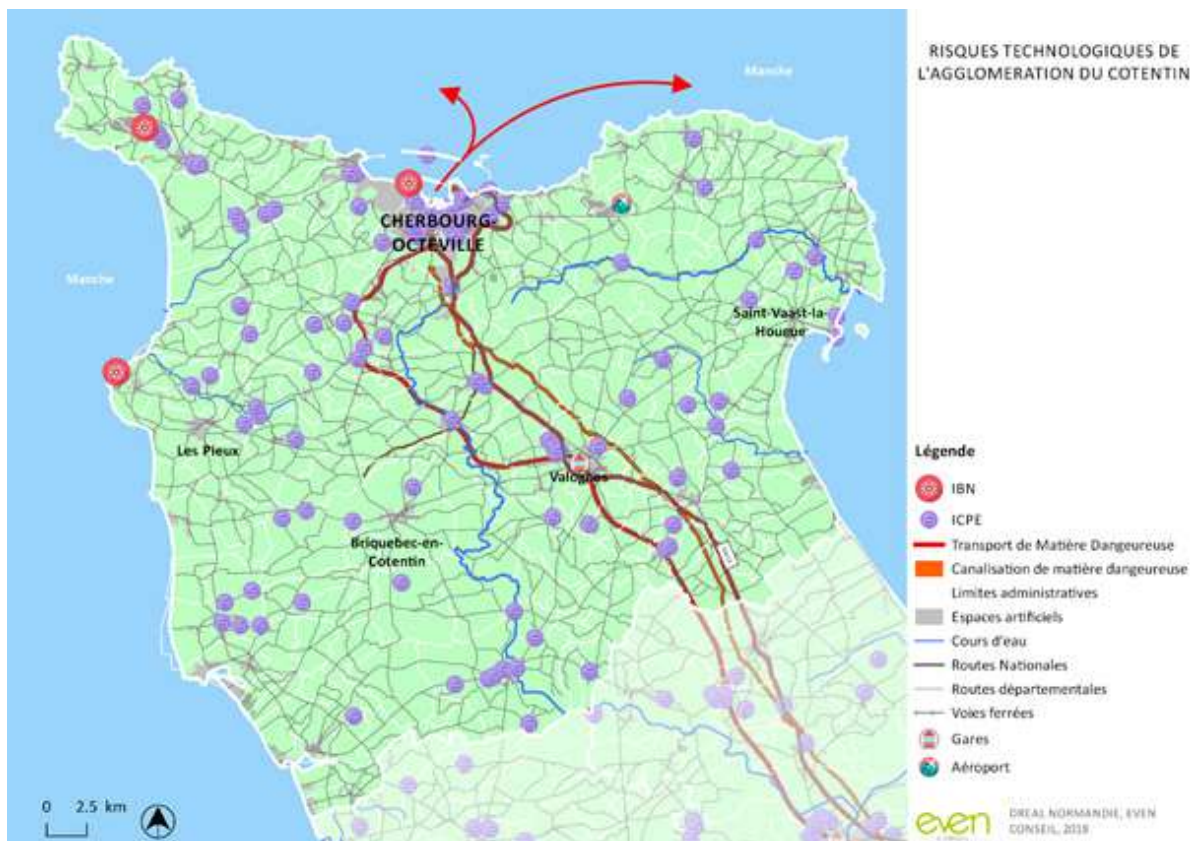 RISQUES TECHNOLOGIQUES DE
L'AGGLOMERATION DU COTENTIN
Manche
CHERBOURG-
OCTEVILLE
Manche
Saint-Vaast-la-
Hougue
Les Pieux
Valognes
Briquebec-en-
Cotentin
Légende
IBN
ICPE
Transport de Matière Dangeureuse
Canalisation de matière dangeureuse
Limites administratives
Espaces artificiels
Cours d'eau
Routes Nationales
Routes départementales
Voies ferrées
Gares
Aéroport
0 2.5 km
even
DREAL NORMANDIE, EVEN
CONSEIL, 2018